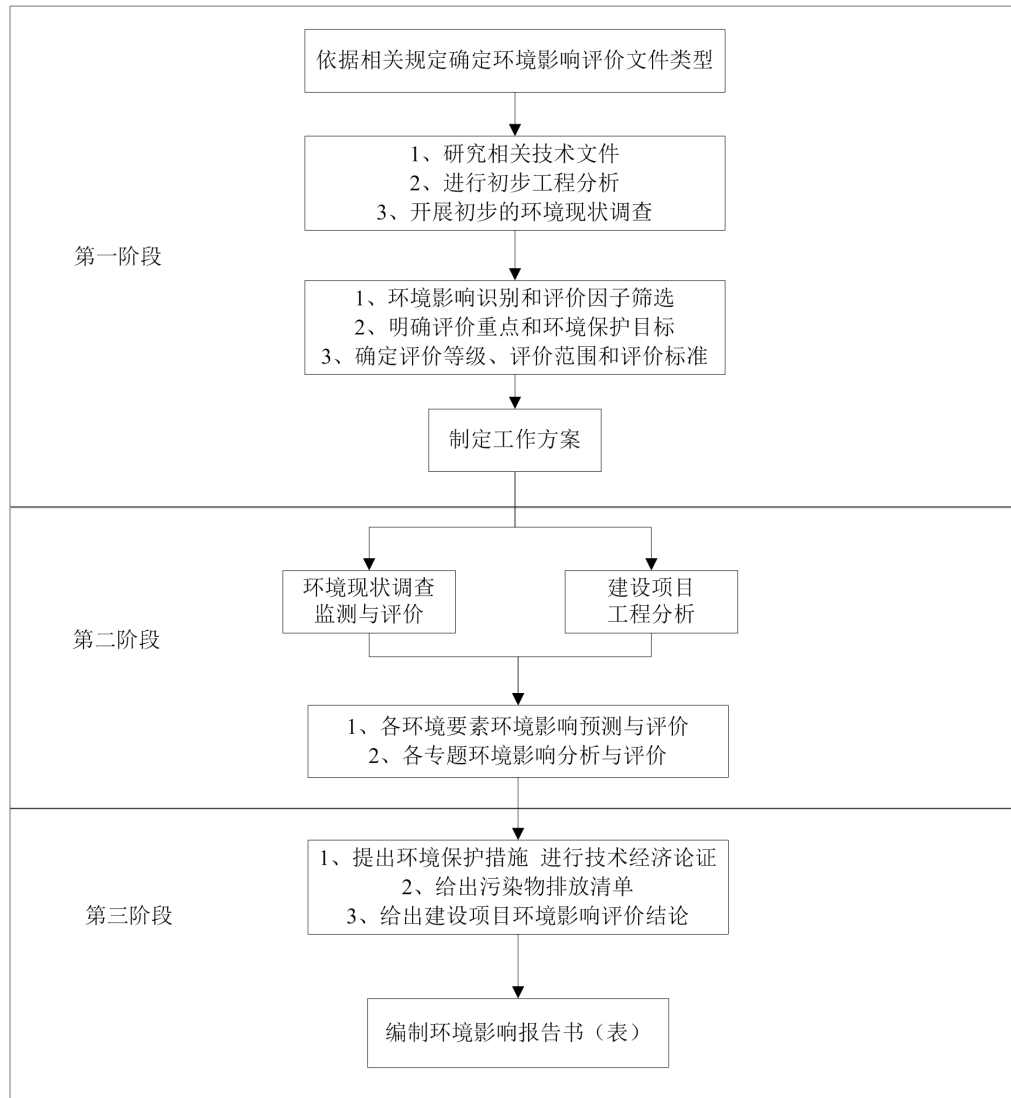 依据相关规定确定环境影响评价文件类型
1、研究相关技术文件
2、进行初步工程分析
3、开展初步的环境现状调查
第一阶段
1、环境影响识别和评价因子筛选
2、明确评价重点和环境保护目标
3、确定评价等级、评价范围和评价标准
制定工作方案
环境现状调查
监测与评价
建设项目
工程分析
第二阶段
1、各环境要素环境影响预测与评价
2、各专题环境影响分析与评价
1、提出环境保护措施 进行技术经济论证
2、给出污染物排放清单
3、给出建设项目环境影响评价结论
第三阶段
编制环境影响报告书（表）